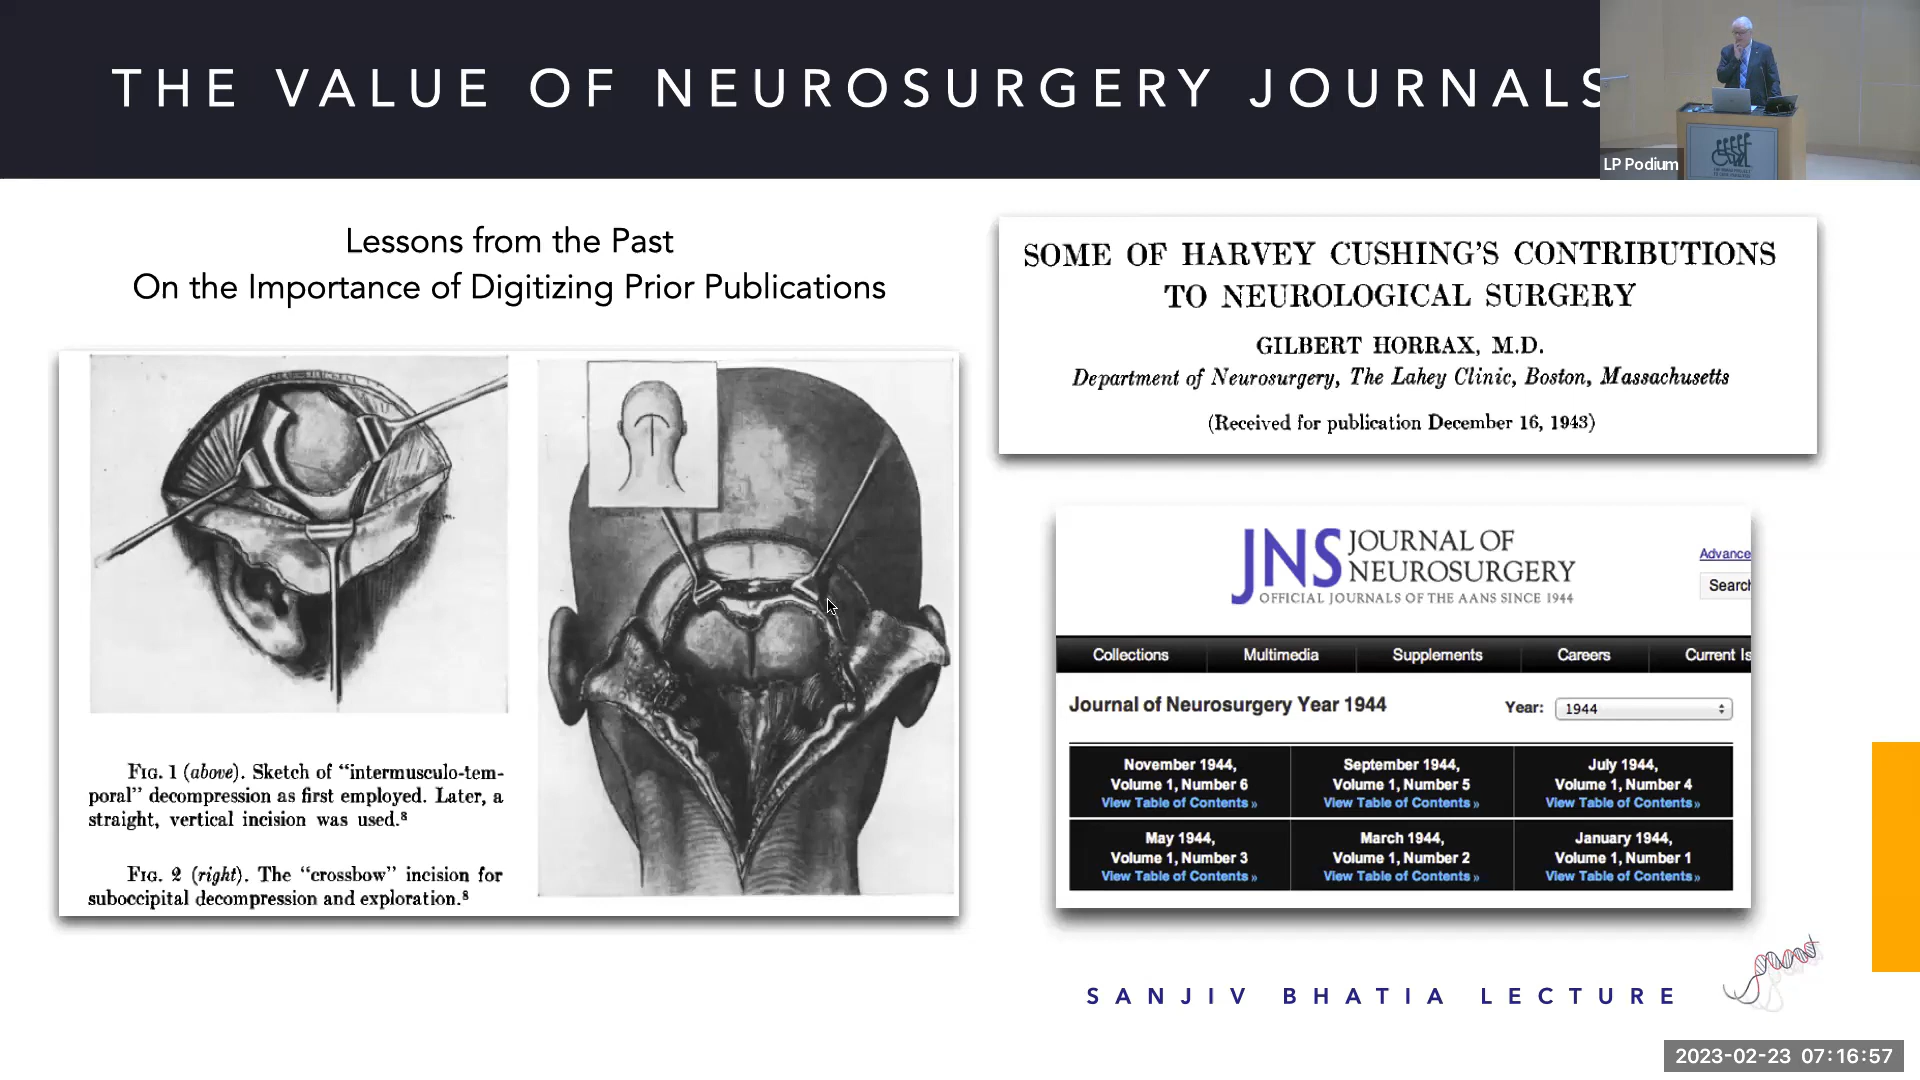 THE VALUE OF NEUROSURGERY JOURNALS
LP Podium
Lessons from the Past
On the Importance of Digitizing Prior Publications
FIG. 1 (above). Sketch of “intermusculo-tem-
poral” decompression as first employed. Later, a
straight, vertical incision was used.⁸
FIG. 2 (right). The “crossbow” incision for
suboccipital decompression and exploration.⁸
SOME OF HARVEY CUSHING'S CONTRIBUTIONS
TO NEUROLOGICAL SURGERY
GILBERT HORRAX, M.D.
Department of Neurosurgery, The Lahey Clinic, Boston, Massachusetts
(Received for publication December 16, 1943)
JNS JOURNAL OF
NEUROSURGERY
OFFICIAL JOURNALS OF THE AANS SINCE 1944
Advance
Search
Collections Multimedia Supplements Careers Current Is
Journal of Neurosurgery Year 1944 Year: 1944
November 1944, September 1944, July 1944,
Volume 1, Number 6 Volume 1, Number 5 Volume 1, Number 4
View Table of Contents » View Table of Contents » View Table of Contents »
May 1944, March 1944, January 1944,
Volume 1, Number 3 Volume 1, Number 2 Volume 1, Number 1
View Table of Contents » View Table of Contents » View Table of Contents »
SANJIV BHATIA LECTURE
2023-02-23 07:16:57